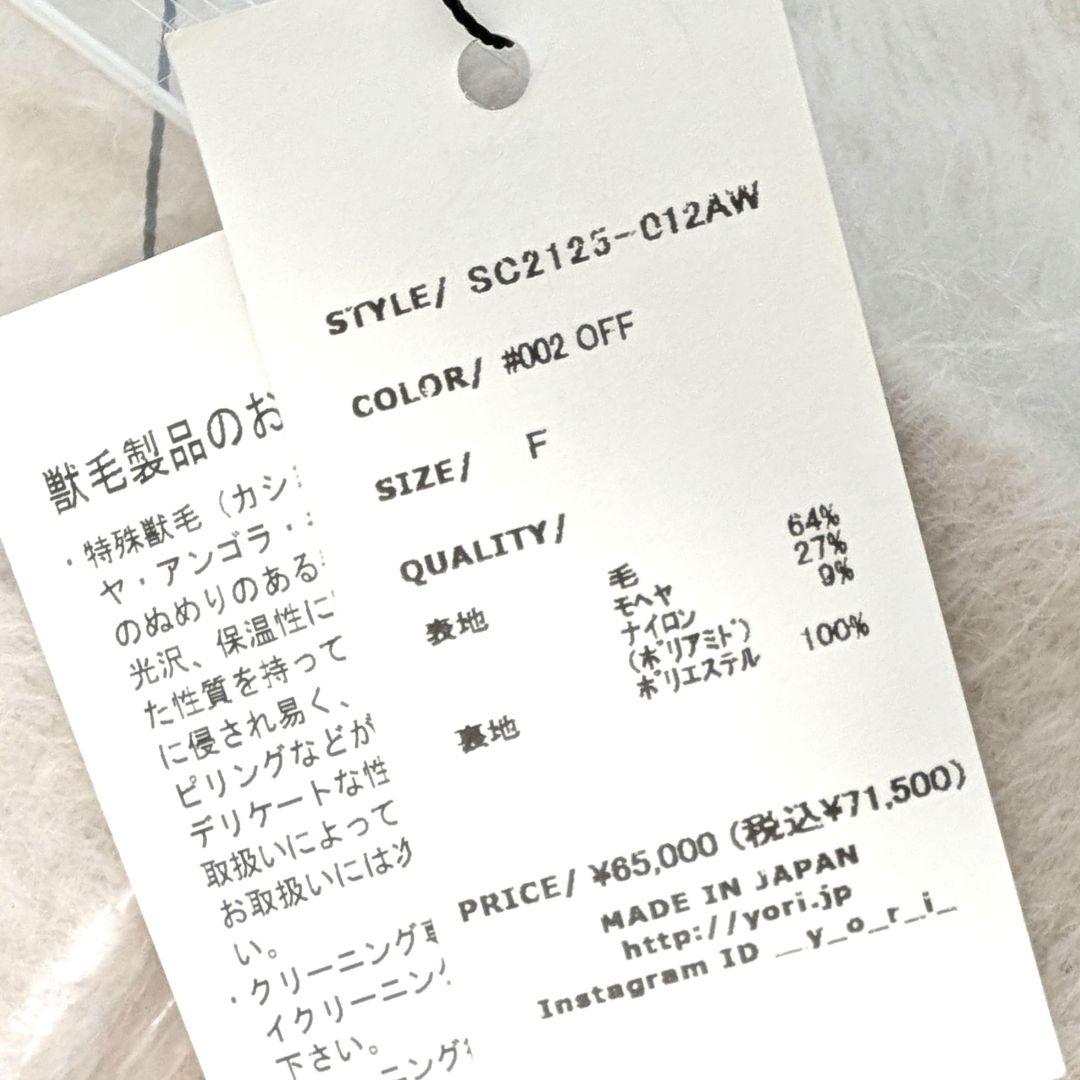 STYLE/ SC2125-012AW
COLOR/ #002 OFF
SIZE/ F
QUALITY/
表地 毛 64%
モヘヤ 27%
ナイロン 9%
(ポリアミド)
裏地 ポリエステル 100%
PRICE/ ¥65,000 (税込¥71,500)
MADE IN JAPAN
http://yori.jp
Instagram ID __y_o_r_i_
獣毛製品のお
・特殊獣毛(カシ
ヤ・アンゴラ・
のぬめりのある
光沢、保温性に
た性質を持って
に侵され易く、
ピリングなどが
デリケートな性
取扱いによって
お取扱いには次
い。
・クリーニング取
イクリーニン
下さい。
ニング